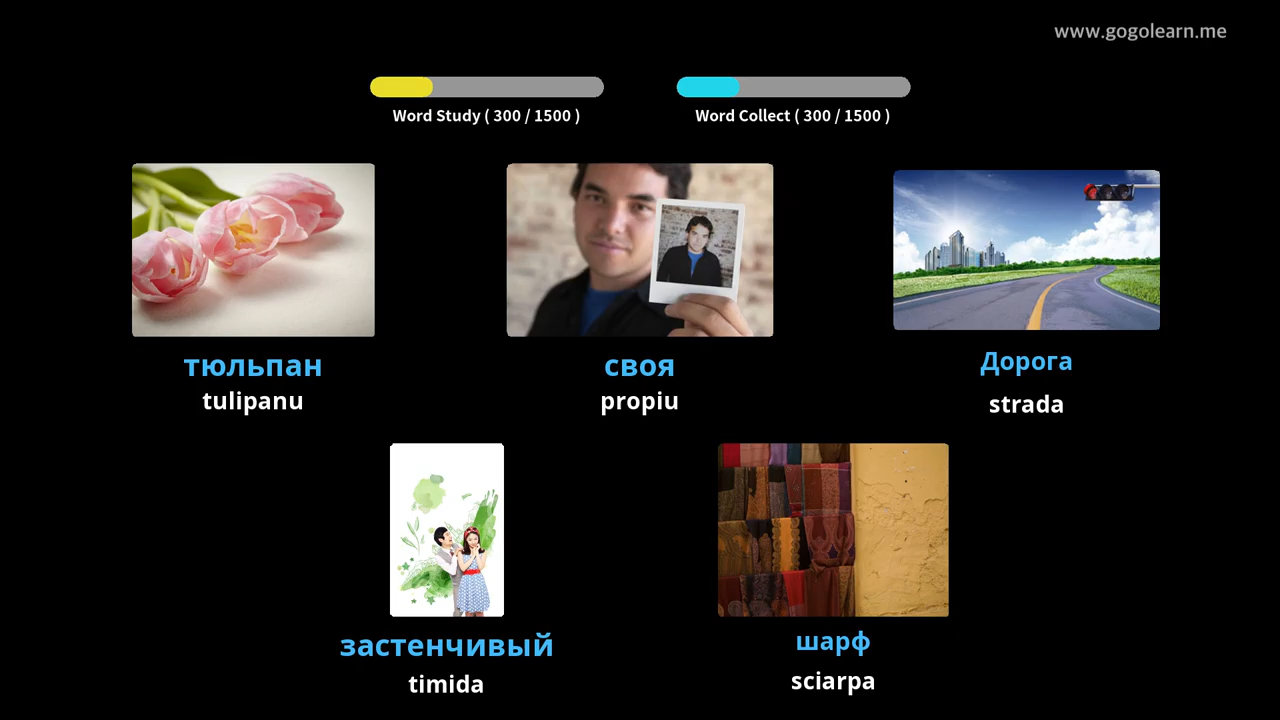 www.gogolearn.me
Word Study ( 300 / 1500 )
Word Collect ( 300 / 1500 )
тюльпан
tulipanu
своя
propiu
Дорога
strada
застенчивый
timida
шарф
sciarpa